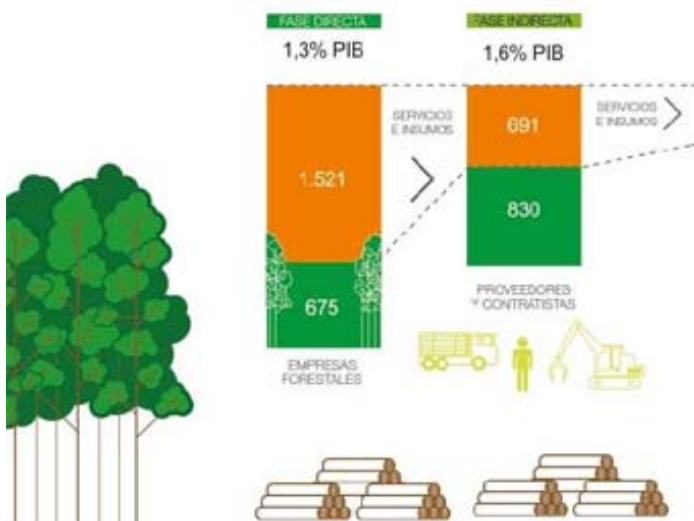 FASE DIRECTA
1,3% PIB
1.521
675
EMPRESAS
FORESTALES
SERVICIOS
E INSUMOS
FASE INDIRECTA
1,6% PIB
691
830
PROVEEDORES
Y CONTRATISTAS
SERVICIOS
E INSUMOS